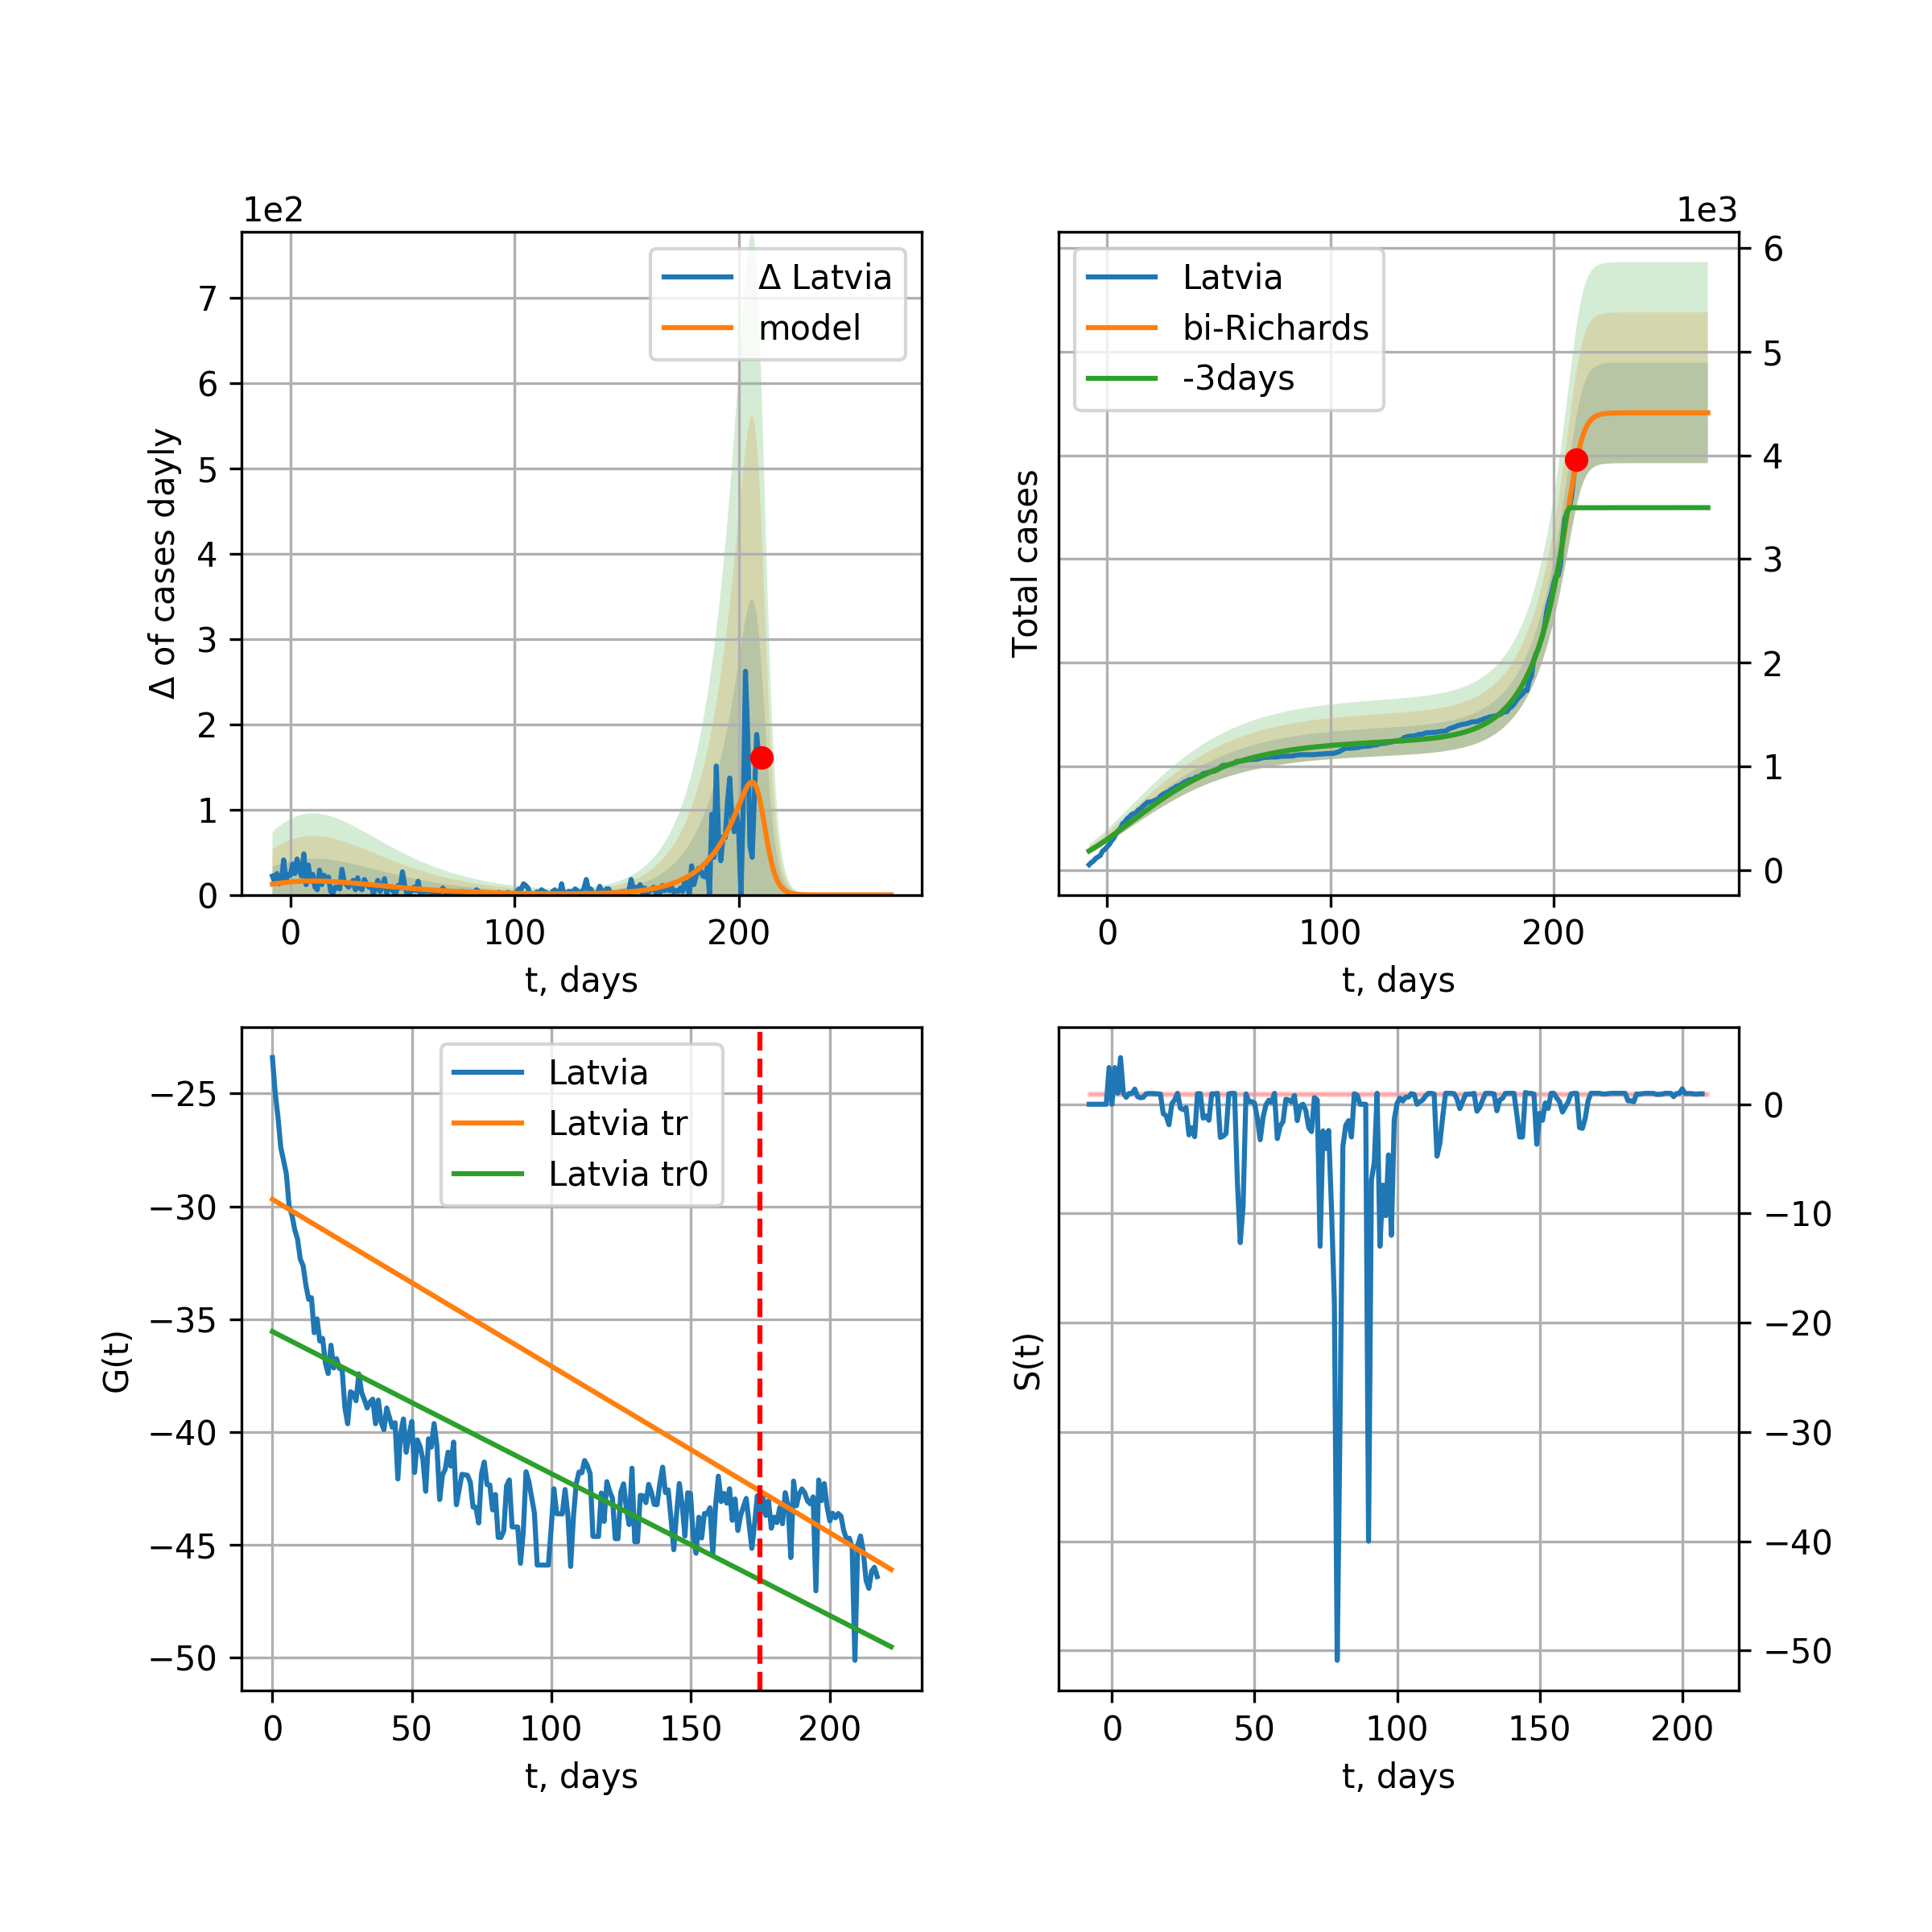 1e2
Δ of cases dayly
7
6
5
4
3
2
1
0
Δ Latvia
model
0 100 200
t, days
1e3
Total cases
Latvia
bi-Richards
-3days
6
5
4
3
2
1
0
0 100 200
t, days
G(t)
−25
−30
−35
−40
−45
−50
Latvia
Latvia tr
Latvia tr0
0 50 100 150 200
t, days
S(t)
0
−10
−20
−30
−40
−50
0 50 100 150 200
t, days